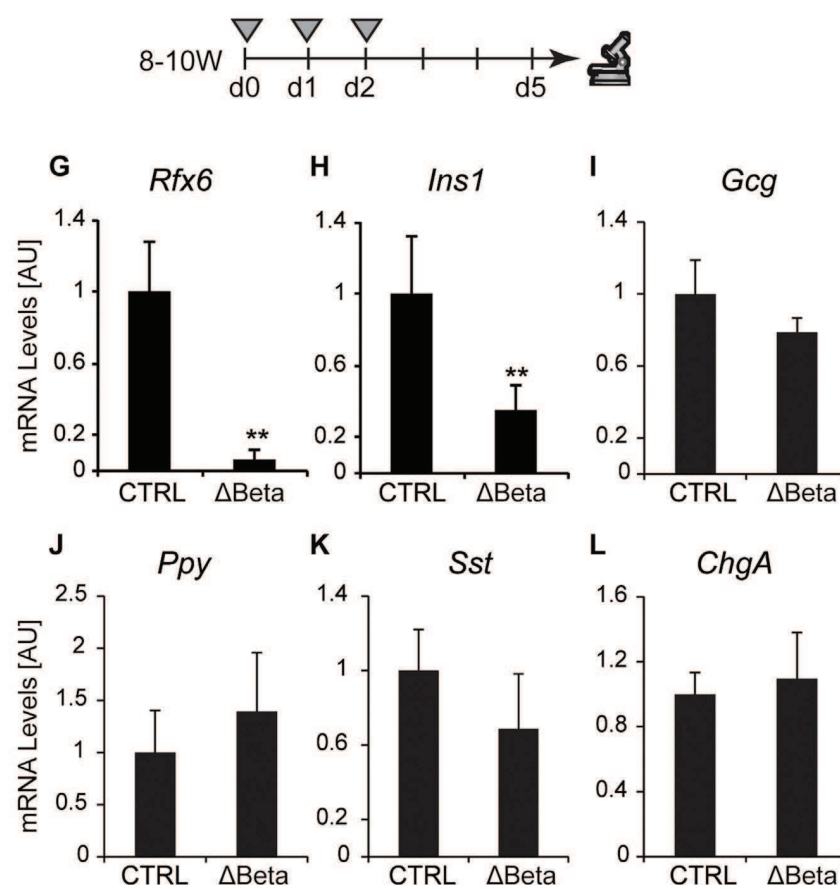 8-10W
d0 d1 d2 d5
G Rfx6 H Ins1 I Gcg
mRNA Levels [AU]
1.4
1
0.6
0.2
0
CTRL ΔBeta
**
1.4
1
0.6
0.2
0
CTRL ΔBeta
**
1.4
1
0.6
0.2
0
CTRL ΔBeta
J Ppy K Sst L ChgA
mRNA Levels [AU]
2.5
2
1.5
1
0.5
0
CTRL ΔBeta
1.4
1
0.6
0.2
0
CTRL ΔBeta
1.6
1.2
0.8
0.4
0
CTRL ΔBeta